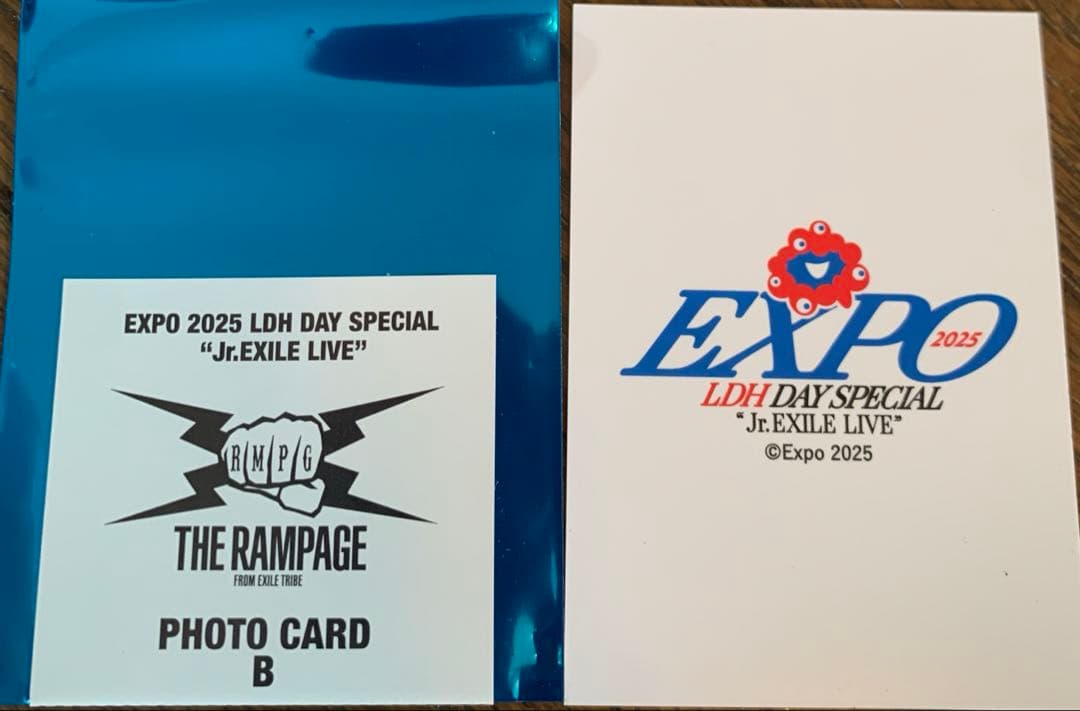 EXPO 2025 LDH DAY SPECIAL
“Jr.EXILE LIVE”
RMPG
THE RAMPAGE
FROM EXILE TRIBE
PHOTO CARD
B
EXPO
2025
LDH DAY SPECIAL
“Jr.EXILE LIVE”
©Expo 2025